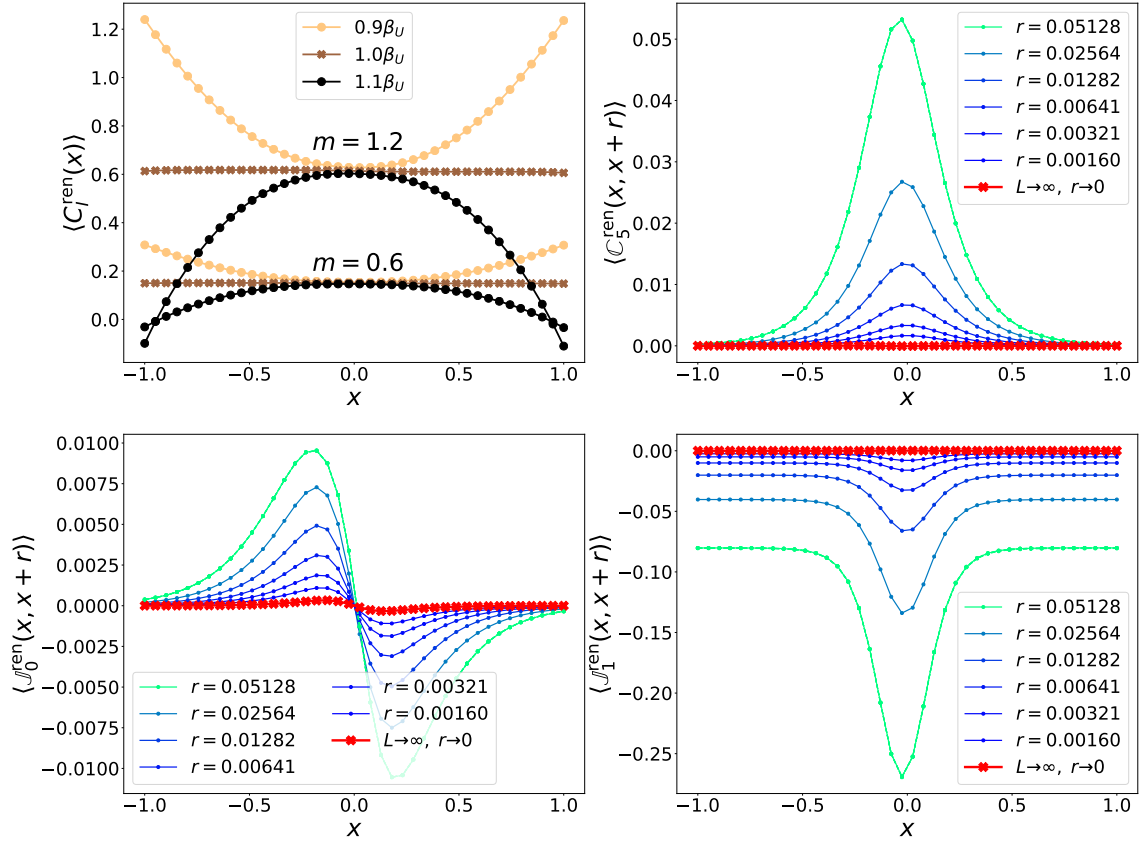 ⟨C_l^ren(x)⟩
1.2
1.0
0.8
0.6
0.4
0.2
0.0
0.9β_U
1.0β_U
1.1β_U
m = 1.2
m = 0.6
−1.0 −0.5 0.0 0.5 1.0
x
⟨ℂ_5^ren(x, x + r)⟩
0.05
0.04
0.03
0.02
0.01
0.00
r = 0.05128
r = 0.02564
r = 0.01282
r = 0.00641
r = 0.00321
r = 0.00160
L→∞, r→0
−1.0 −0.5 0.0 0.5 1.0
x
⟨𝕁_0^ren(x, x + r)⟩
0.0100
0.0075
0.0050
0.0025
0.0000
−0.0025
−0.0050
−0.0075
−0.0100
r = 0.05128
r = 0.02564
r = 0.01282
r = 0.00641
r = 0.00321
r = 0.00160
L→∞, r→0
−1.0 −0.5 0.0 0.5 1.0
x
⟨𝕁_1^ren(x, x + r)⟩
0.00
−0.05
−0.10
−0.15
−0.20
−0.25
r = 0.05128
r = 0.02564
r = 0.01282
r = 0.00641
r = 0.00321
r = 0.00160
L→∞, r→0
−1.0 −0.5 0.0 0.5 1.0
x